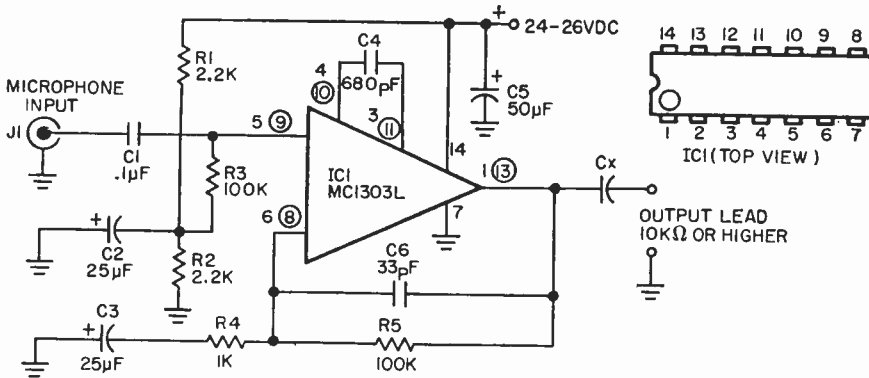 24-26VDC
R1
2.2K
C4
680pF
4
⑩
3
⑪
+
C5
50µF
14 13 12 11 10 9 8
1 2 3 4 5 6 7
IC1 (TOP VIEW)
MICROPHONE
INPUT
J1
C1
.1µF
5 ⑨
R3
100K
IC1
MC1303L
14
1 ⑬
7
6 ⑧
Cx
OUTPUT LEAD
10KΩ OR HIGHER
+
C2
25µF
R2
2.2K
C6
33pF
+
C3
25µF
R4
1K
R5
100K
+